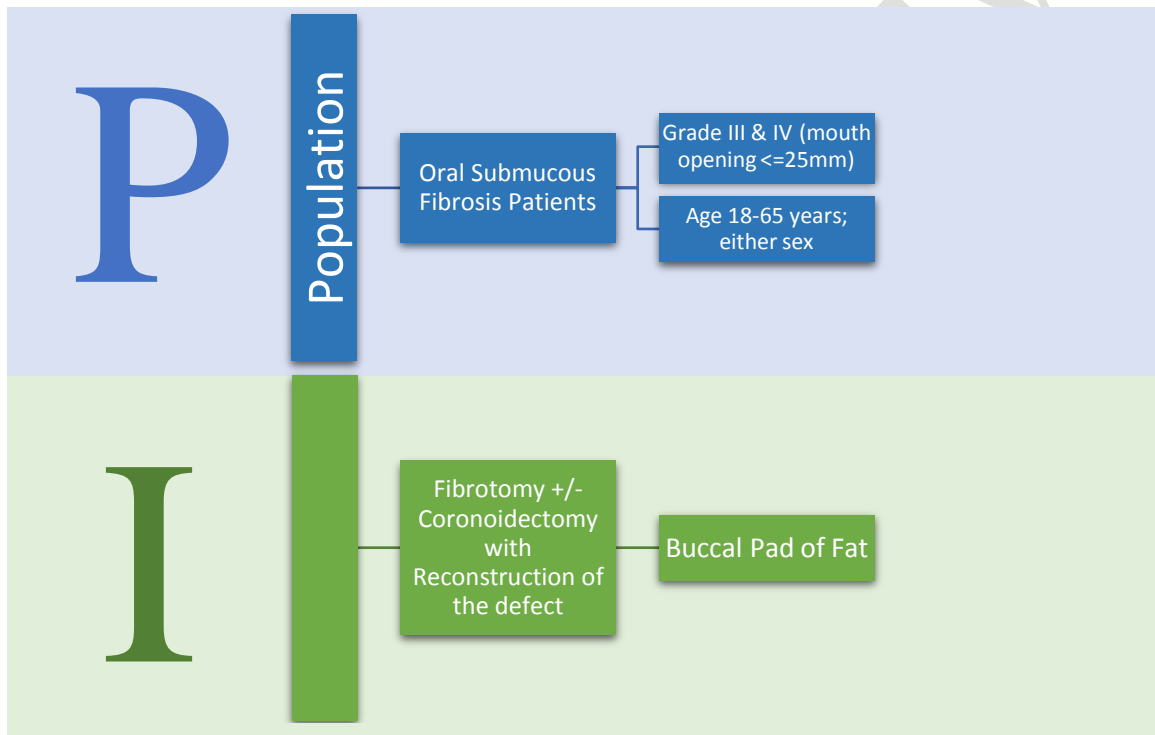 P
Population
Oral Submucous
Fibrosis Patients
Grade III & IV (mouth
opening <=25mm)
Age 18-65 years;
either sex
I
Fibrotomy +/-
Coronoidectomy
with
Reconstruction of
the defect
Buccal Pad of Fat